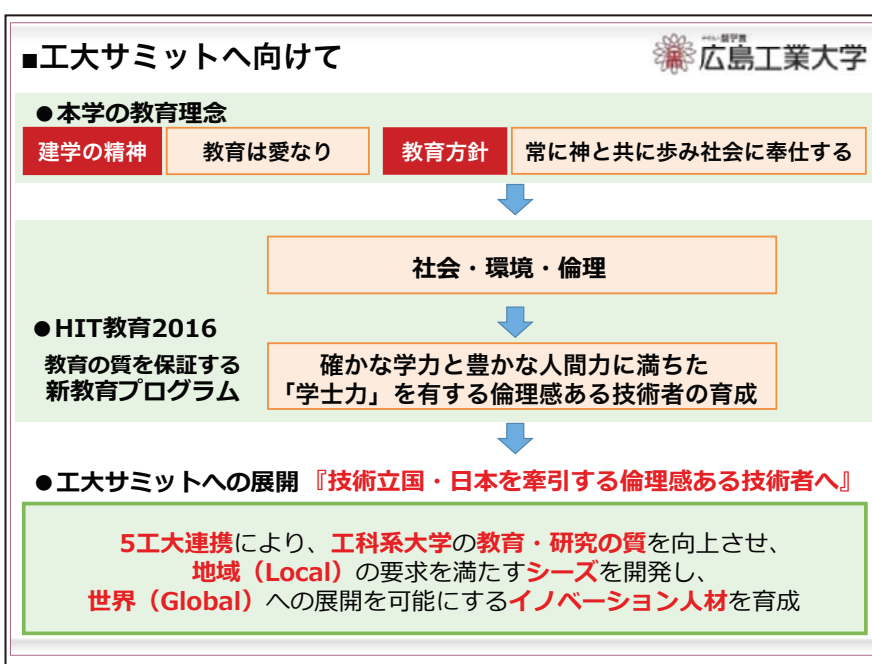 ■工大サミットへ向けて
広島工業大学
●本学の教育理念
建学の精神
教育は愛なり
教育方針
常に神と共に歩み社会に奉仕する
社会・環境・倫理
●HIT教育2016
教育の質を保証する
新教育プログラム
確かな学力と豊かな人間力に満ちた
「学士力」を有する倫理感ある技術者の育成
●工大サミットへの展開『技術立国・日本を牽引する倫理感ある技術者へ』
5工大連携により、工科系大学の教育・研究の質を向上させ、
地域（Local）の要求を満たすシーズを開発し、
世界（Global）への展開を可能にするイノベーション人材を育成